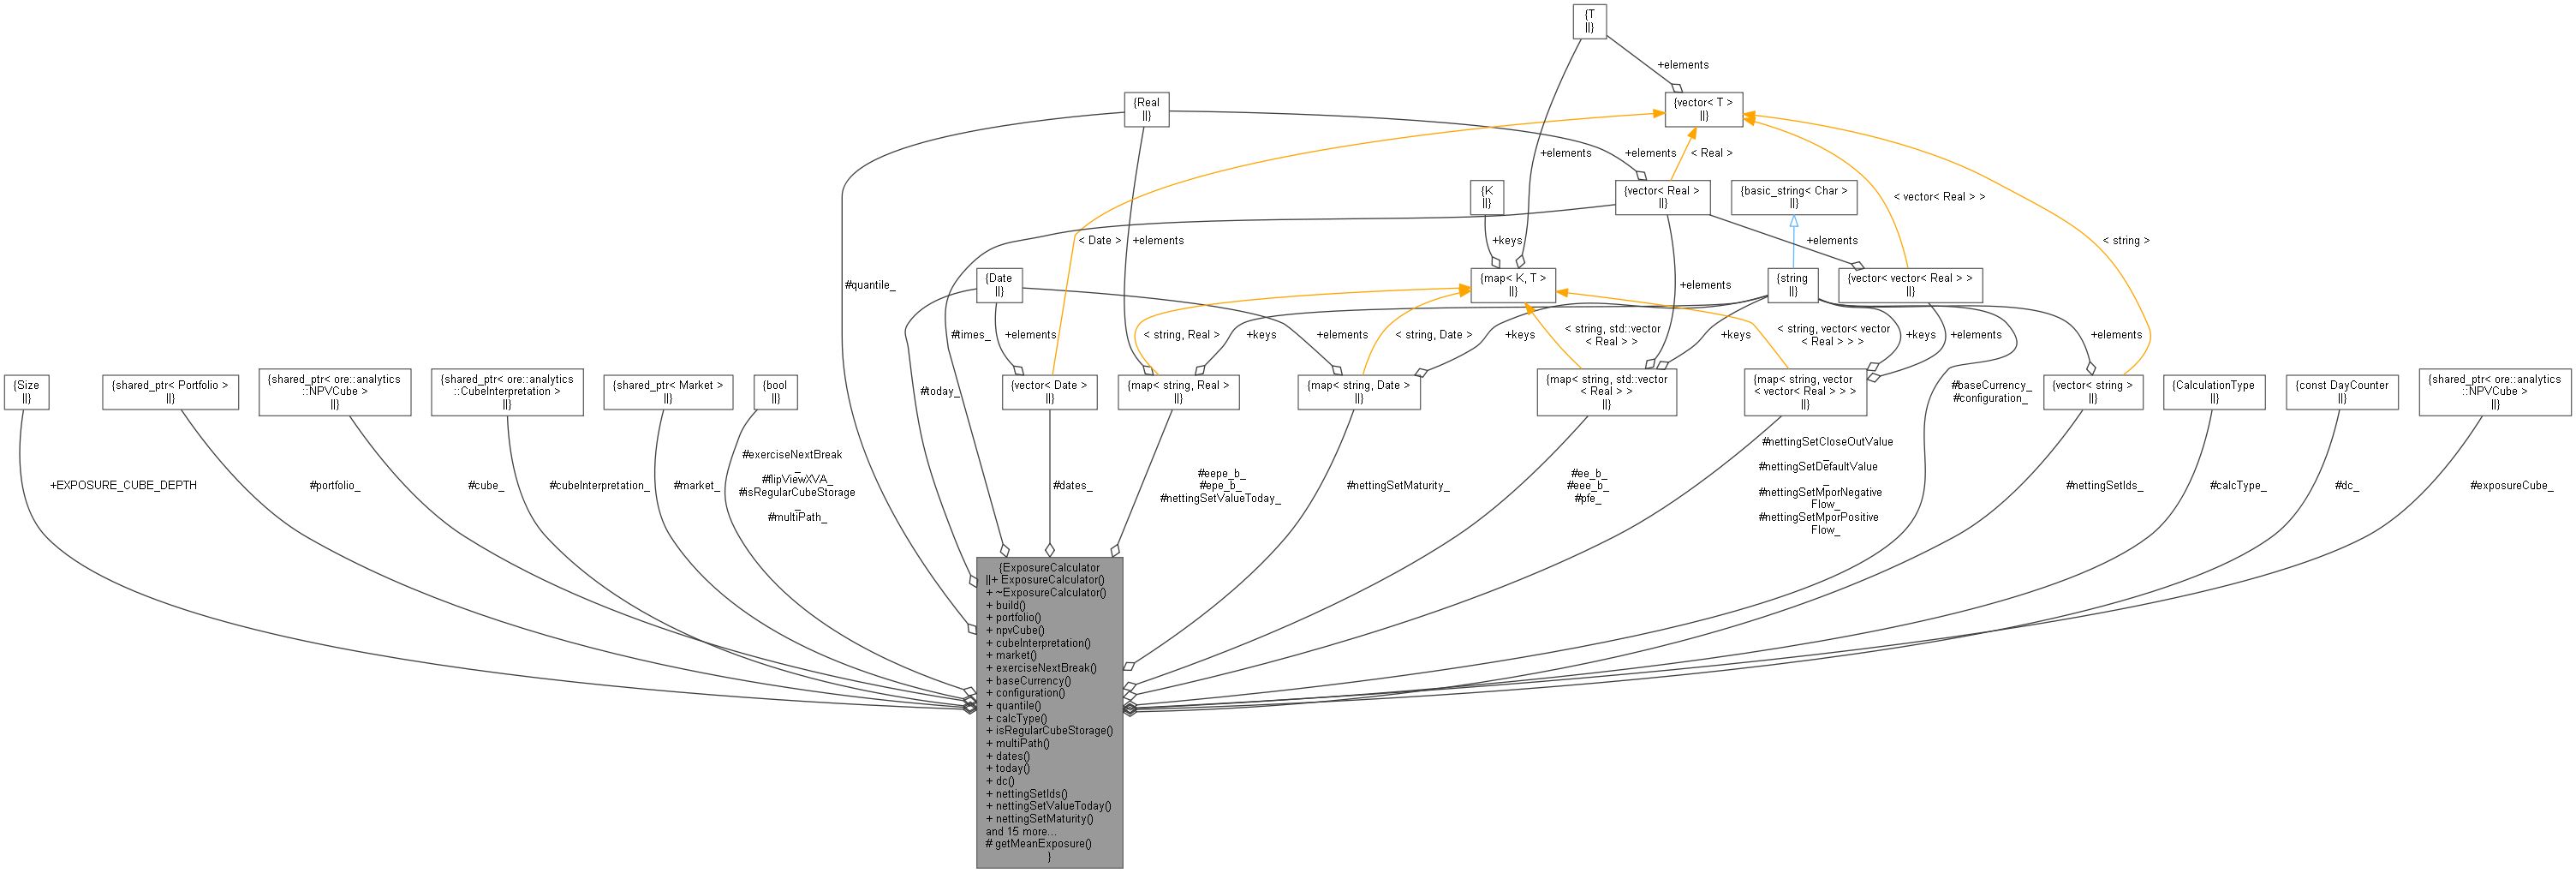 {T
||}
+elements
{Real
||}
{vector< T >
||}
+elements
+elements
< Real >
{K
||}
{vector< Real >
||}
{basic_string< Char >
||}
< vector< Real > >
< Date >
+elements
+keys
+elements
< string >
{Date
||}
{map< K, T >
||}
{string
||}
{vector< vector< Real > >
||}
#quantile_
+elements
#times_
+elements
< string, Real >
+keys
+elements
< string, Date >
+keys
< string, std::vector
< Real > >
+keys
< string, vector< vector
< Real > > >
+keys
+elements
+elements
{Size
||}
{shared_ptr< Portfolio >
||}
{shared_ptr< ore::analytics
::NPVCube >
||}
{shared_ptr< ore::analytics
::CubeInterpretation >
||}
{shared_ptr< Market >
||}
{bool
||}
#today_
{vector< Date >
||}
{map< string, Real >
||}
{map< string, Date >
||}
{map< string, std::vector
< Real > >
||}
{map< string, vector
< vector< Real > > >
||}
#baseCurrency_
#configuration_
{vector< string >
||}
{CalculationType
||}
{const DayCounter
||}
{shared_ptr< ore::analytics
::NPVCube >
||}
+EXPOSURE_CUBE_DEPTH
#portfolio_
#cube_
#cubeInterpretation_
#market_
#exerciseNextBreak
_
#flipViewXVA_
#isRegularCubeStorage
_
#multiPath_
#dates_
#eepe_b_
#epe_b_
#nettingSetValueToday_
#nettingSetMaturity_
#ee_b_
#eee_b_
#pfe_
#nettingSetCloseOutValue
_
#nettingSetDefaultValue
_
#nettingSetMporNegative
Flow_
#nettingSetMporPositive
Flow_
#nettingSetIds_
#calcType_
#dc_
#exposureCube_
{ExposureCalculator
||+ ExposureCalculator()
+ ~ExposureCalculator()
+ build()
+ portfolio()
+ npvCube()
+ cubeInterpretation()
+ market()
+ exerciseNextBreak()
+ baseCurrency()
+ configuration()
+ quantile()
+ calcType()
+ isRegularCubeStorage()
+ multiPath()
+ dates()
+ today()
+ dc()
+ nettingSetIds()
+ nettingSetValueToday()
+ nettingSetMaturity()
and 15 more...
# getMeanExposure()
}